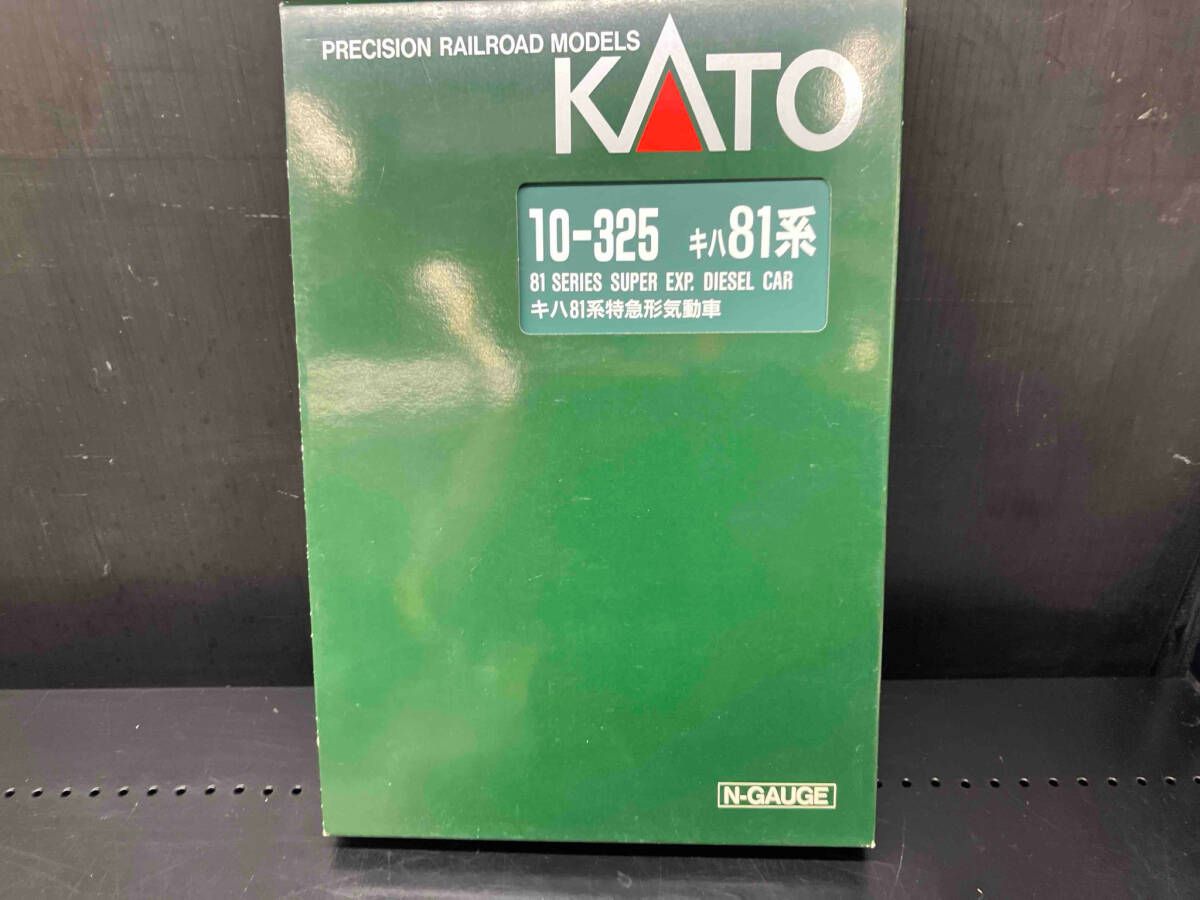 PRECISION RAILROAD MODELS
KATO
10-325 キハ81系
81 SERIES SUPER EXP. DIESEL CAR
キハ81系特急形気動車
N-GAUGE